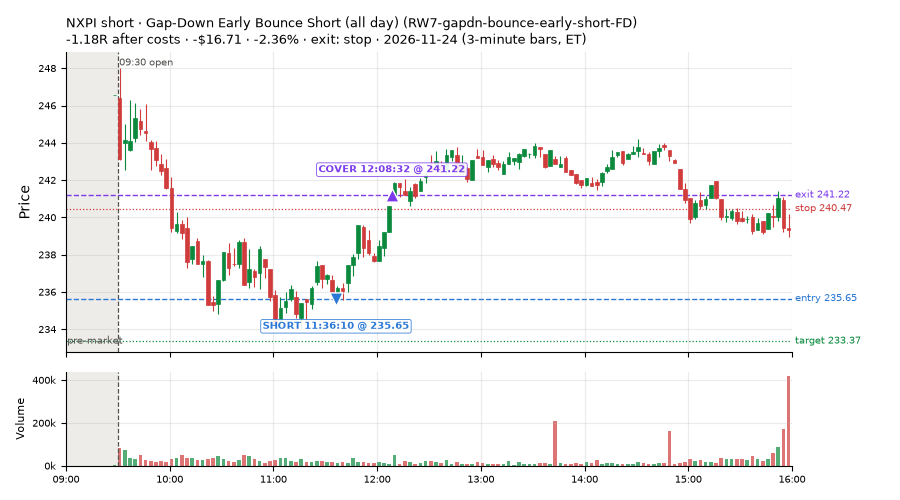 NXPI short · Gap-Down Early Bounce Short (all day) (RW7-gapdn-bounce-early-short-FD)
-1.18R after costs · -$16.71 · -2.36% · exit: stop · 2026-11-24 (3-minute bars, ET)
09:30 open
248
246
244
242
240
238
236
234
Price
COVER 12:08:32 @ 241.22
exit 241.22
stop 240.47
entry 235.65
SHORT 11:36:10 @ 235.65
target 233.37
pre-market
400k
200k
0k
Volume
09:00
10:00
11:00
12:00
13:00
14:00
15:00
16:00